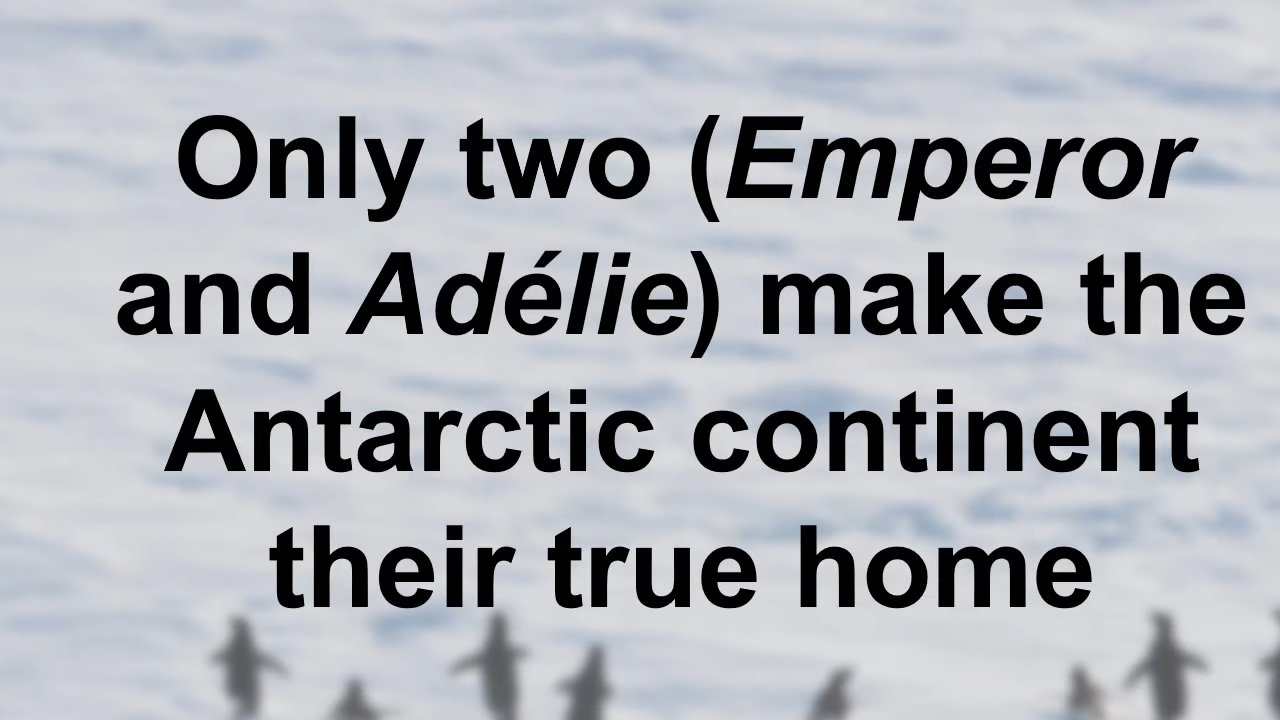 Only two (Emperor
and Adélie) make the
Antarctic continent
their true home